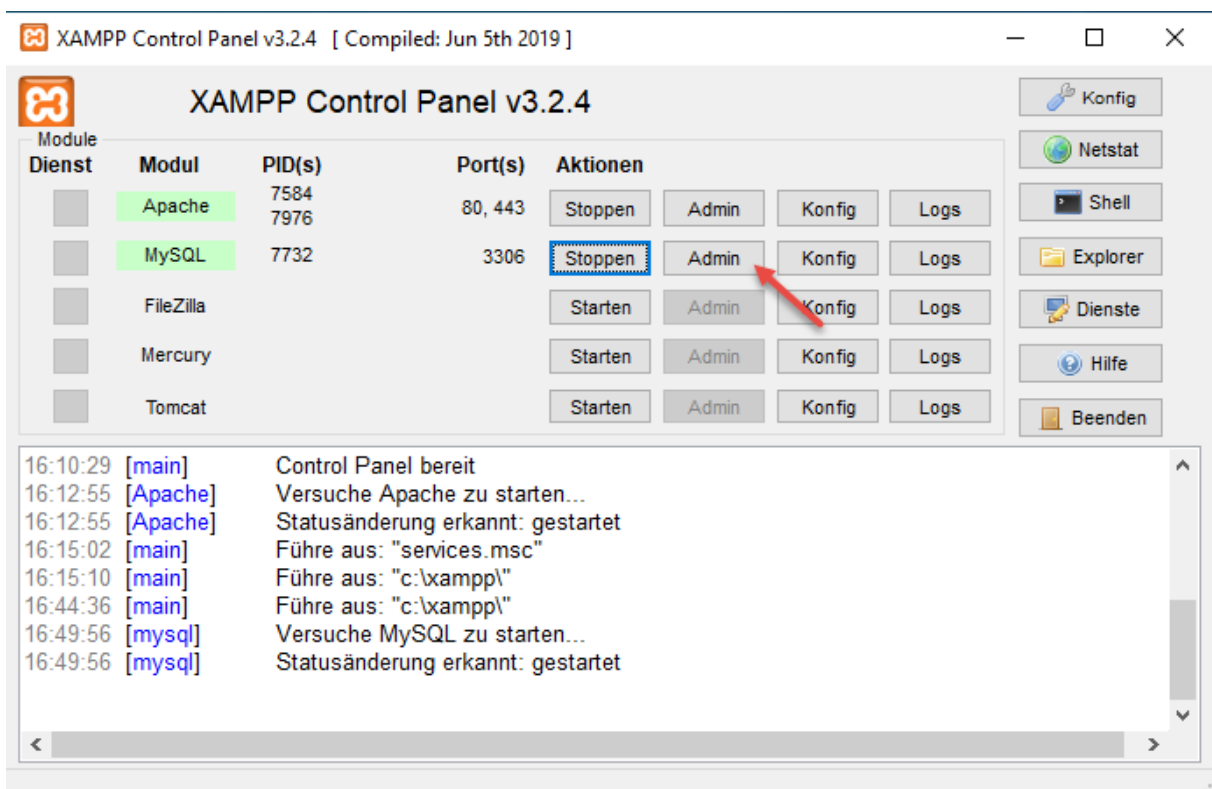 XAMPP Control Panel v3.2.4 [ Compiled: Jun 5th 2019 ]
XAMPP Control Panel v3.2.4
Konfig
Module
Dienst Modul PID(s) Port(s) Aktionen
Netstat
Apache 7584 7976 80, 443 Stoppen Admin Konfig Logs
Shell
MySQL 7732 3306 Stoppen Admin Konfig Logs
Explorer
FileZilla Starten Admin Konfig Logs
Dienste
Mercury Starten Admin Konfig Logs
Hilfe
Tomcat Starten Admin Konfig Logs
Beenden
16:10:29 [main] Control Panel bereit
16:12:55 [Apache] Versuche Apache zu starten...
16:12:55 [Apache] Statusänderung erkannt: gestartet
16:15:02 [main] Führe aus: "services.msc"
16:15:10 [main] Führe aus: "c:\xampp\"
16:44:36 [main] Führe aus: "c:\xampp\"
16:49:56 [mysql] Versuche MySQL zu starten...
16:49:56 [mysql] Statusänderung erkannt: gestartet